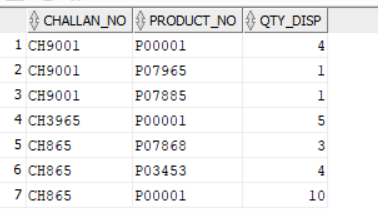 CHALLAN_NO PRODUCT_NO QTY_DISP
1 CH9001 P00001 4
2 CH9001 P07965 1
3 CH9001 P07885 1
4 CH3965 P00001 5
5 CH865 P07868 3
6 CH865 P03453 4
7 CH865 P00001 10